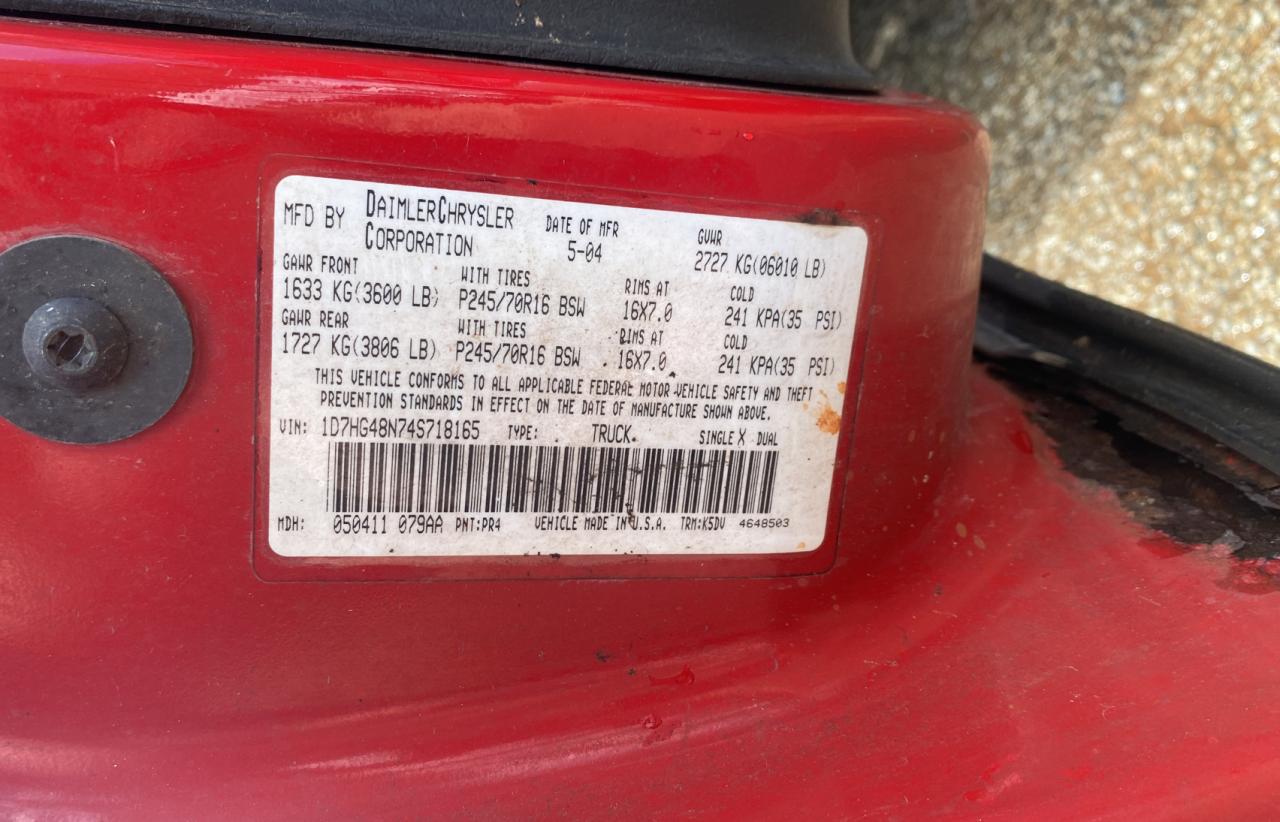 MFD BY DAIMLERCHRYSLER CORPORATION DATE OF MFR 5-04 GVWR 2727 KG(06010 LB)
GAWR FRONT WITH TIRES RIMS AT COLD
1633 KG(3600 LB) P245/70R16 BSW 16X7.0 241 KPA(35 PSI)
GAWR REAR WITH TIRES RIMS AT COLD
1727 KG(3806 LB) P245/70R16 BSW 16X7.0 241 KPA(35 PSI)
THIS VEHICLE CONFORMS TO ALL APPLICABLE FEDERAL MOTOR VEHICLE SAFETY AND THEFT
PREVENTION STANDARDS IN EFFECT ON THE DATE OF MANUFACTURE SHOWN ABOVE.
VIN: 1D7HG48N74S718165 TYPE: TRUCK SINGLE X DUAL
MDH: 050411 079AA PNT:PR4 VEHICLE MADE IN U.S.A. TRM:K5DV 4648503